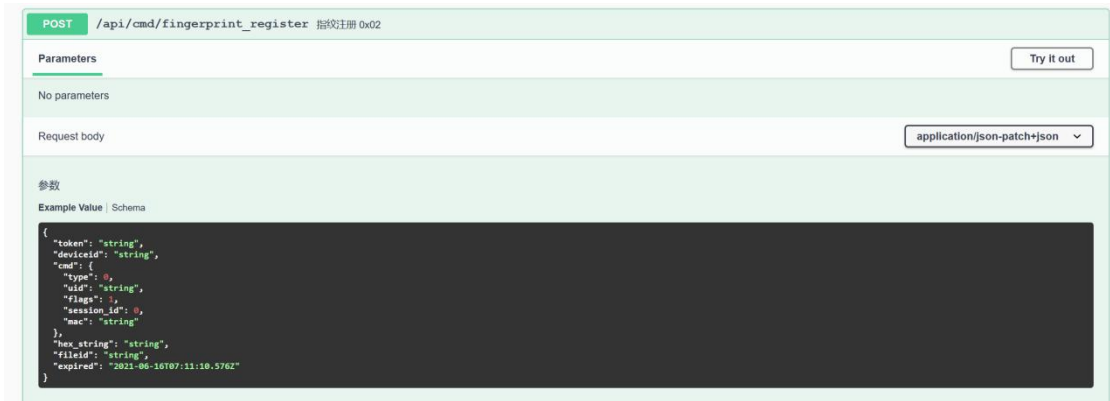 POST /api/cmd/fingerprint_register 指纹注册 0x02
Parameters Try it out
No parameters
Request body application/json-patch+json
参数
Example Value | Schema
{
"token": "string",
"deviceid": "string",
"cmd": {
"type": 0,
"uid": "string",
"flags": 1,
"session_id": 0,
"mac": "string"
},
"hex_string": "string",
"fileid": "string",
"expired": "2021-06-16T07:11:10.576Z"
}